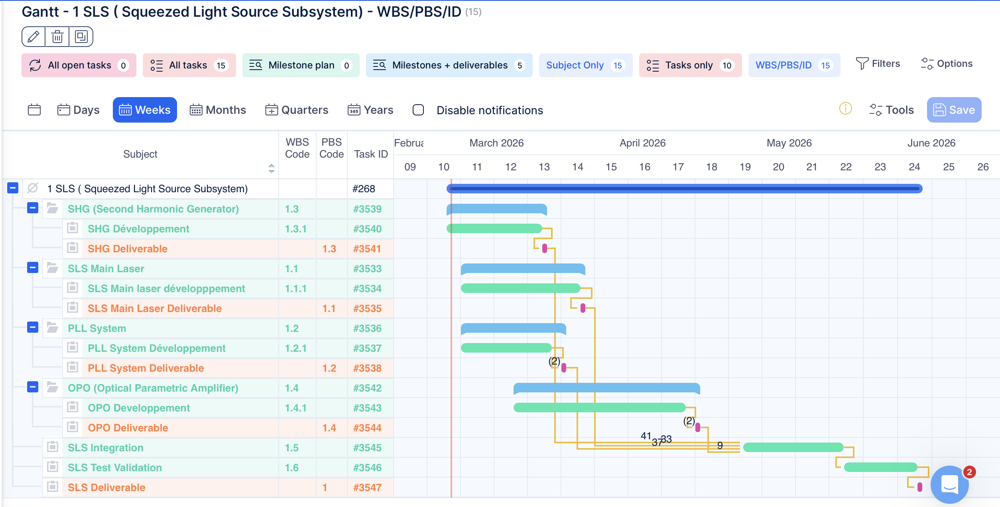 Gantt - 1 SLS ( Squeezed Light Source Subsystem) - WBS/PBS/ID (15)
All open tasks 0 All tasks 15 Milestone plan 0 Milestones + deliverables 5 Subject Only 15 Tasks only 10 WBS/PBS/ID 15 Filters Options
Days Weeks Months Quarters 365 Years Disable notifications Tools Save
Subject WBS Code PBS Code Task ID
Februa March 2026 April 2026 May 2026 June 2026
09 10 11 12 13 14 15 16 17 18 19 20 21 22 23 24 25 26
1 SLS ( Squeezed Light Source Subsystem) #268
SHG (Second Harmonic Generator) 1.3 #3539
SHG Développement 1.3.1 #3540
SHG Deliverable 1.3 #3541
SLS Main Laser 1.1 #3533
SLS Main laser développpement 1.1.1 #3534
SLS Main Laser Deliverable 1.1 #3535
PLL System 1.2 #3536
PLL System Développement 1.2.1 #3537
(2)
PLL System Deliverable 1.2 #3538
OPO (Optical Parametric Amplifier) 1.4 #3542
OPO Developpement 1.4.1 #3543
(2)
OPO Deliverable 1.4 #3544
41 37 33 9
SLS Integration 1.5 #3545
SLS Test Validation 1.6 #3546
2
SLS Deliverable 1 #3547